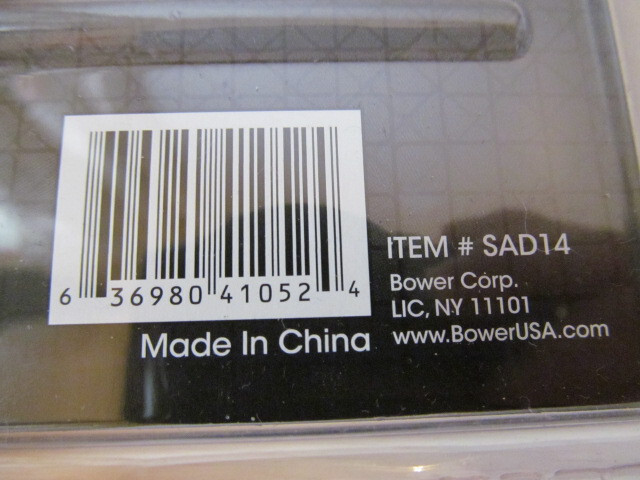 6 36980 41052 4
Made In China
ITEM # SAD14
Bower Corp.
LIC, NY 11101
www.BowerUSA.com